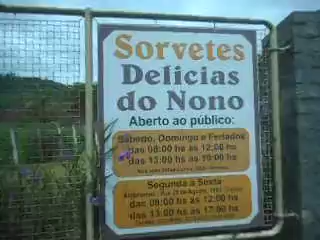 Sorvetes
Delicias
do Nono
Aberto ao público:
Sabado, Domingo e Feriados
das 08:00 hs às 12:00 hs
das 13:00 hs às 19:00 hs
Segunda a Sexta
das 08:00 hs às 12:00 hs
das 13:00 hs às 17:00 hs